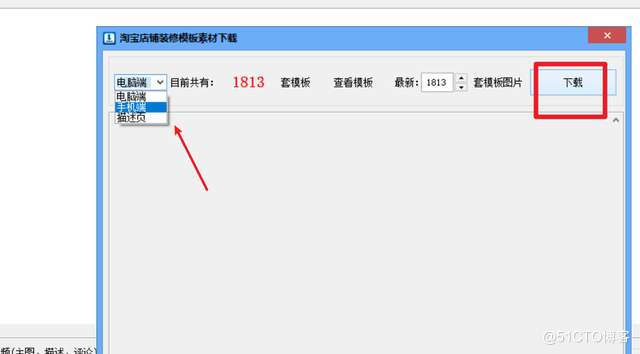 淘宝店铺装修模板素材下载
电脑端 目前共有: 1813 套模板 查看模板 最新: 1813 套模板图片 下载
电脑端
手机端
描述页
频(主图，描述，评论)
@51CTO博客